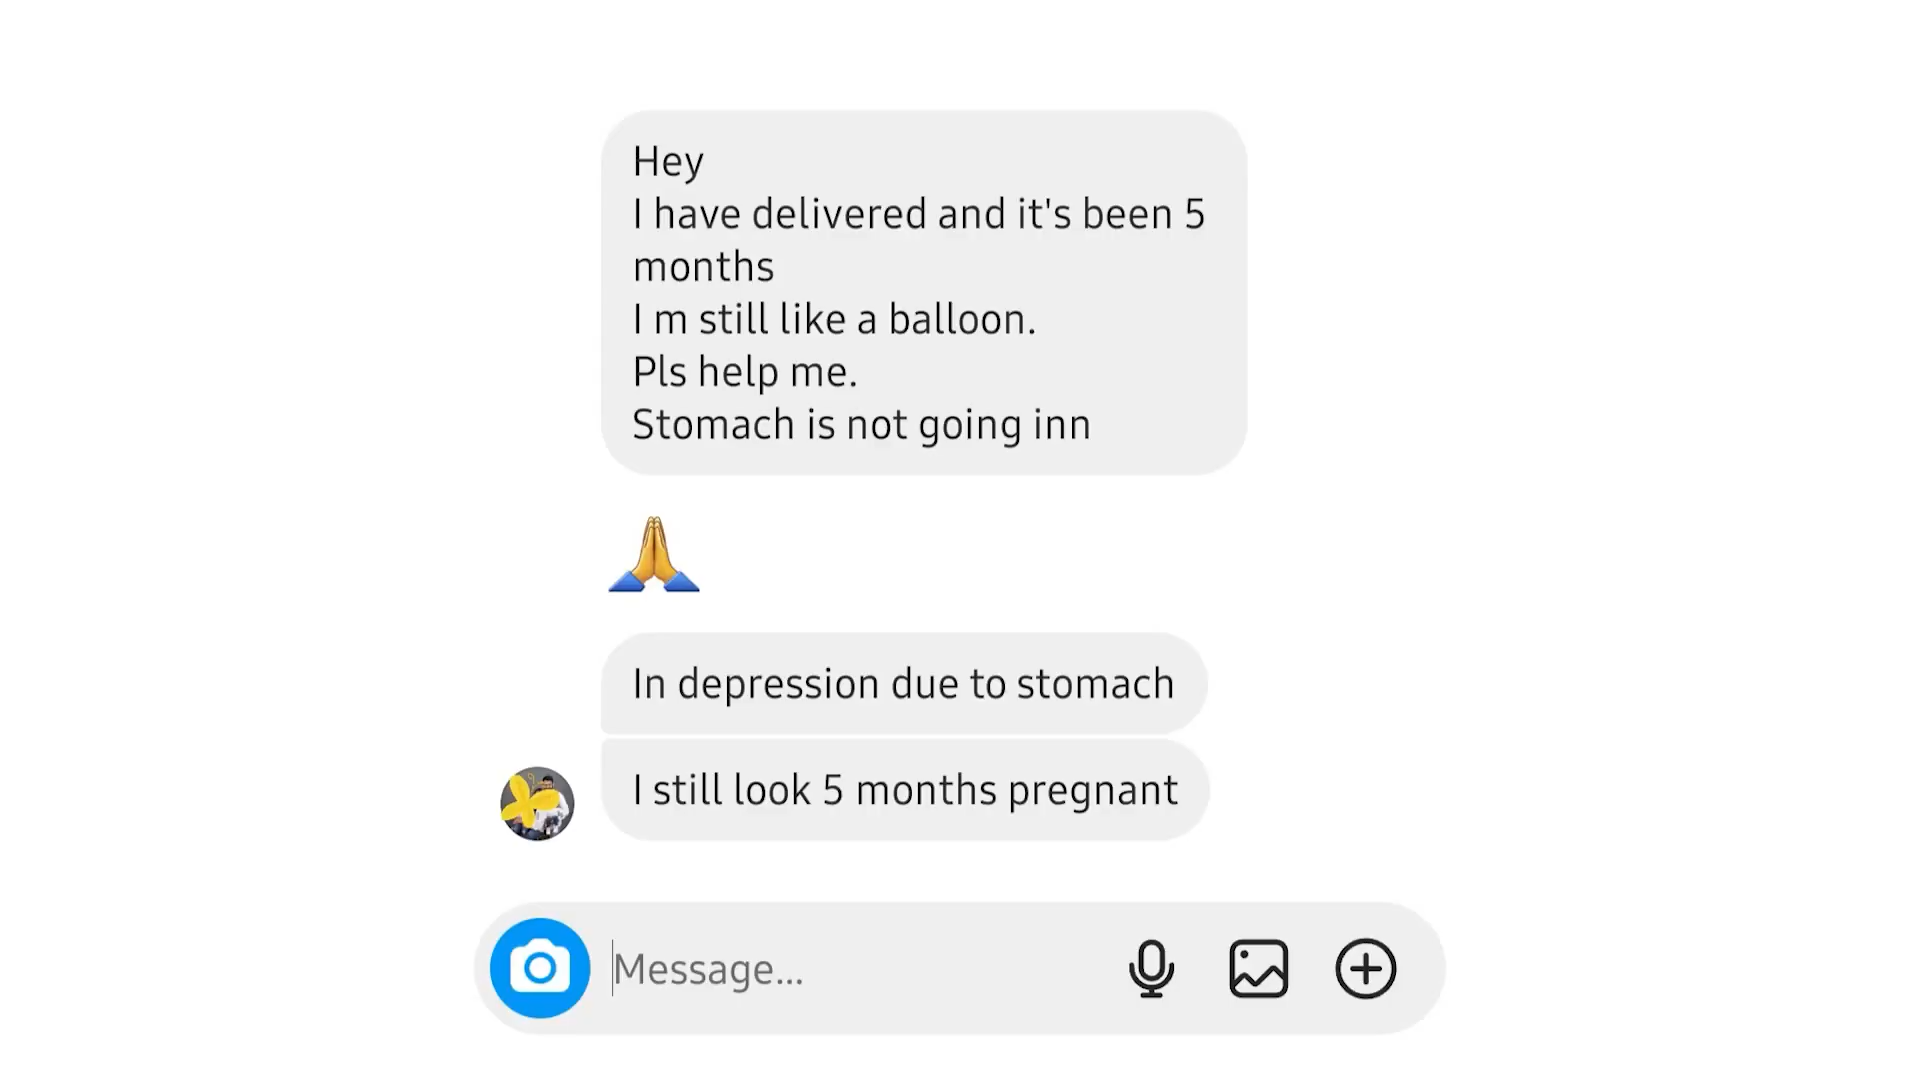 Hey
I have delivered and it's been 5
months
I m still like a balloon.
Pls help me.
Stomach is not going inn
🙏
In depression due to stomach
I still look 5 months pregnant
Message...